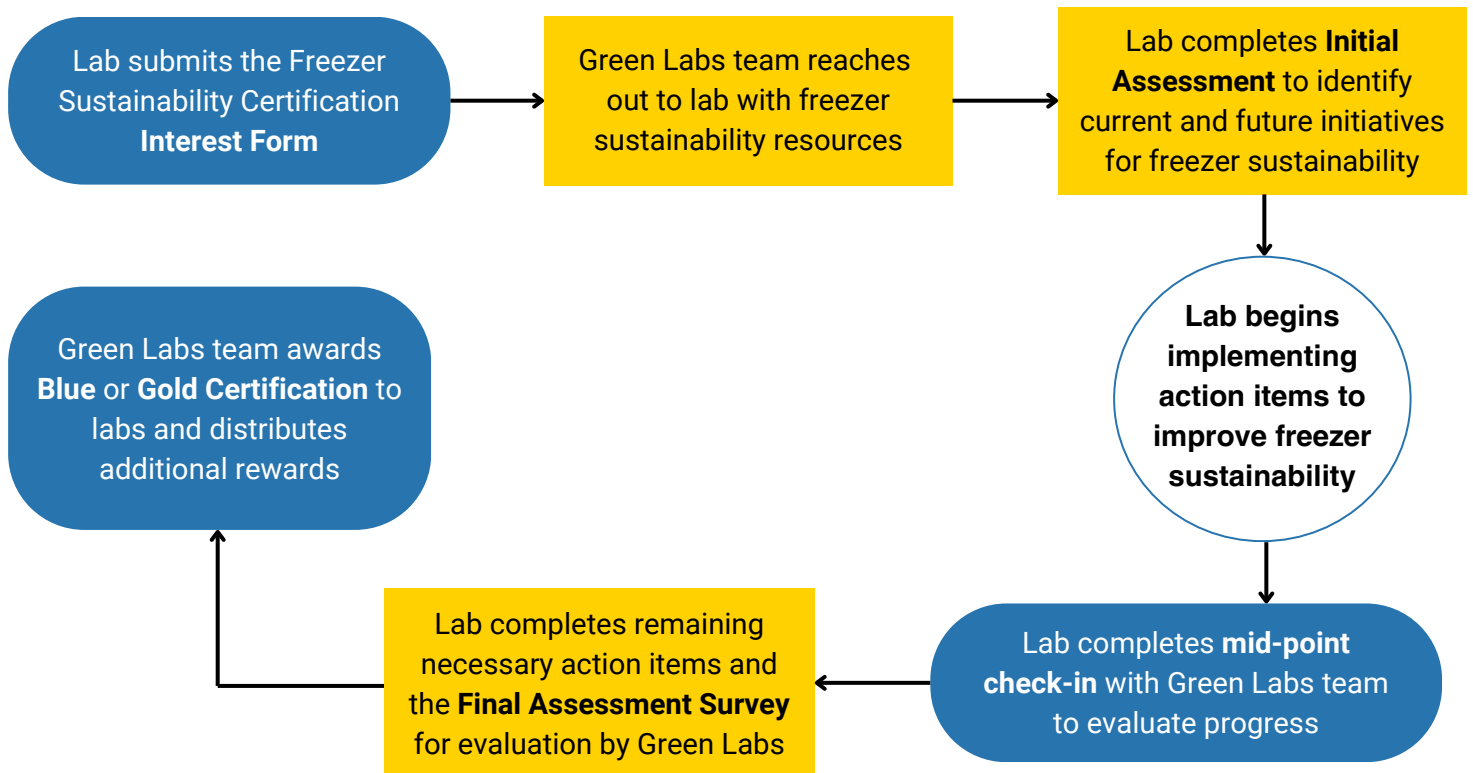 Lab submits the Freezer
Sustainability Certification
Interest Form
Green Labs team reaches
out to lab with freezer
sustainability resources
Lab completes Initial
Assessment to identify
current and future initiatives
for freezer sustainability
Lab begins
implementing
action items to
improve freezer
sustainability
Lab completes mid-point
check-in with Green Labs team
to evaluate progress
Lab completes remaining
necessary action items and
the Final Assessment Survey
for evaluation by Green Labs
Green Labs team awards
Blue or Gold Certification to
labs and distributes
additional rewards